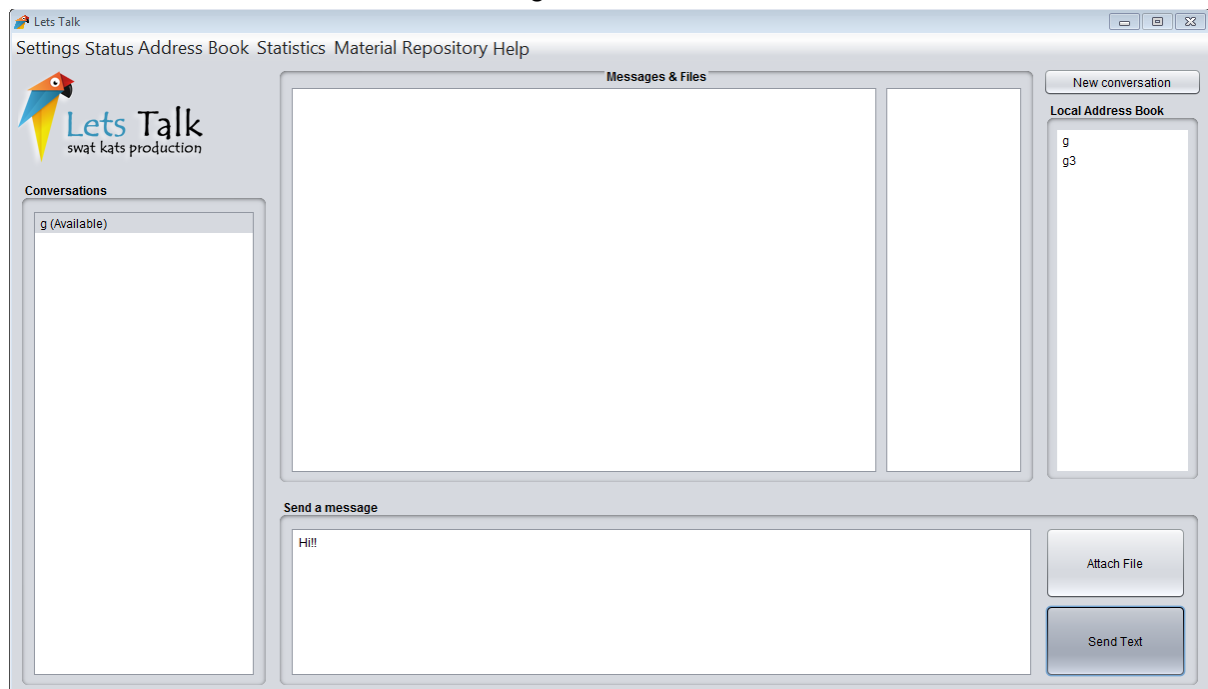 Lets Talk
Settings Status Address Book Statistics Material Repository Help
Lets Talk
swat kats production
Conversations
g (Available)
Messages & Files
New conversation
Local Address Book
g
g3
Send a message
Hi!!
Attach File
Send Text